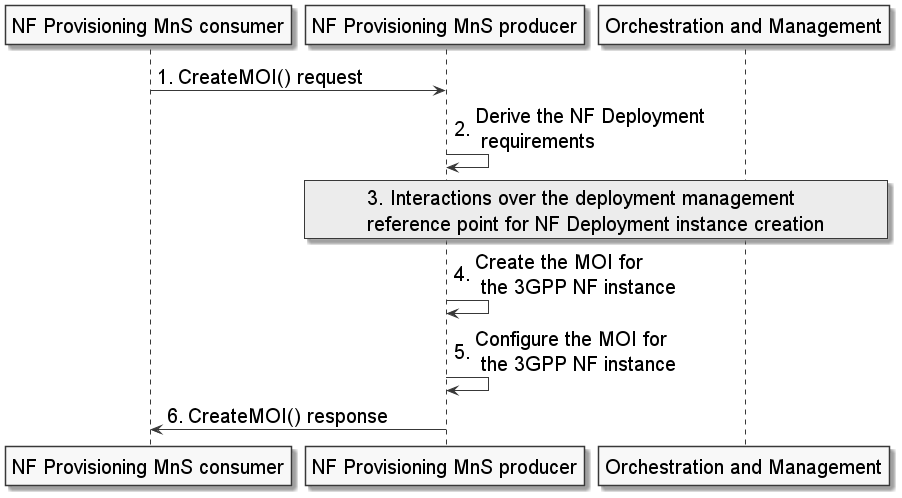 NF Provisioning MnS consumer
NF Provisioning MnS producer
Orchestration and Management
1. CreateMOI() request
2. Derive the NF Deployment
requirements
3. Interactions over the deployment management
reference point for NF Deployment instance creation
4. Create the MOI for
the 3GPP NF instance
5. Configure the MOI for
the 3GPP NF instance
6. CreateMOI() response
NF Provisioning MnS consumer
NF Provisioning MnS producer
Orchestration and Management